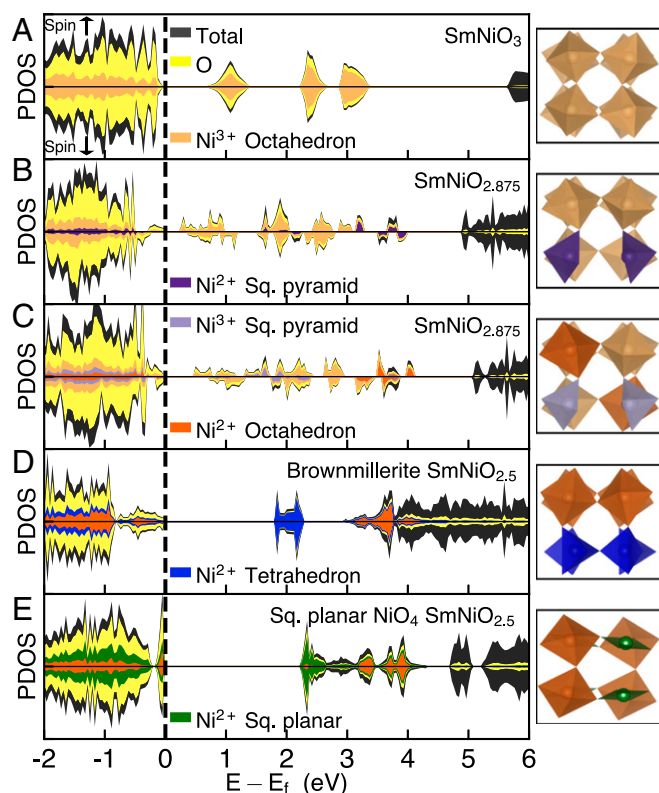 A
Spin
Spin
PDOS
Total
O
Ni³⁺ Octahedron
SmNiO₃
B
PDOS
SmNiO₂.₈₇₅
Ni²⁺ Sq. pyramid
C
PDOS
Ni³⁺ Sq. pyramid
SmNiO₂.₈₇₅
Ni²⁺ Octahedron
D
PDOS
Brownmillerite SmNiO₂.₅
Ni²⁺ Tetrahedron
E
PDOS
Sq. planar NiO₄ SmNiO₂.₅
Ni²⁺ Sq. planar
-2 -1 0 1 2 3 4 5 6
E − E_f (eV)